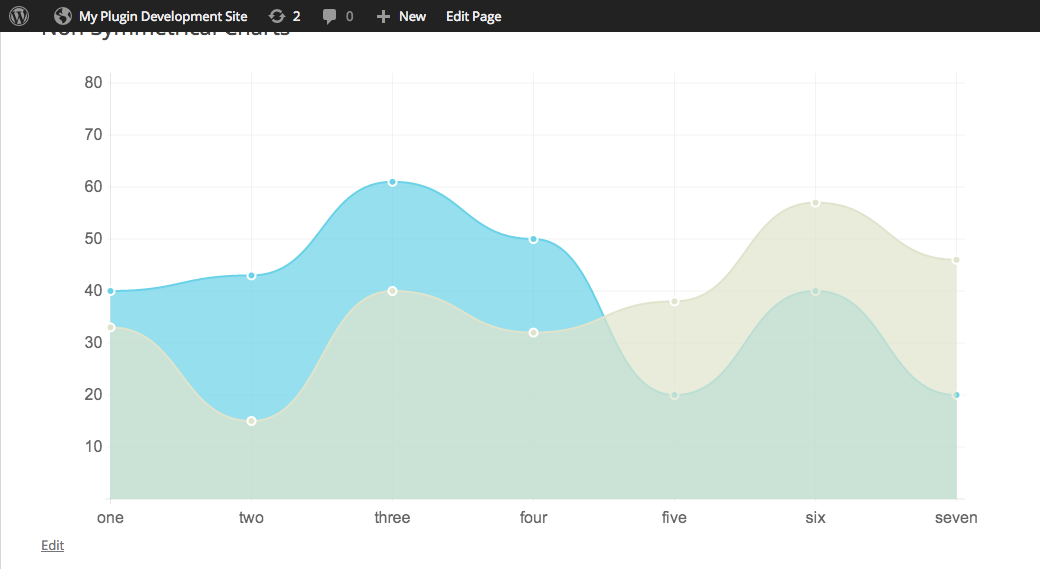 My Plugin Development Site 2 0 New Edit Page
Non Symmetrical Charts
80
70
60
50
40
30
20
10
one two three four five six seven
Edit